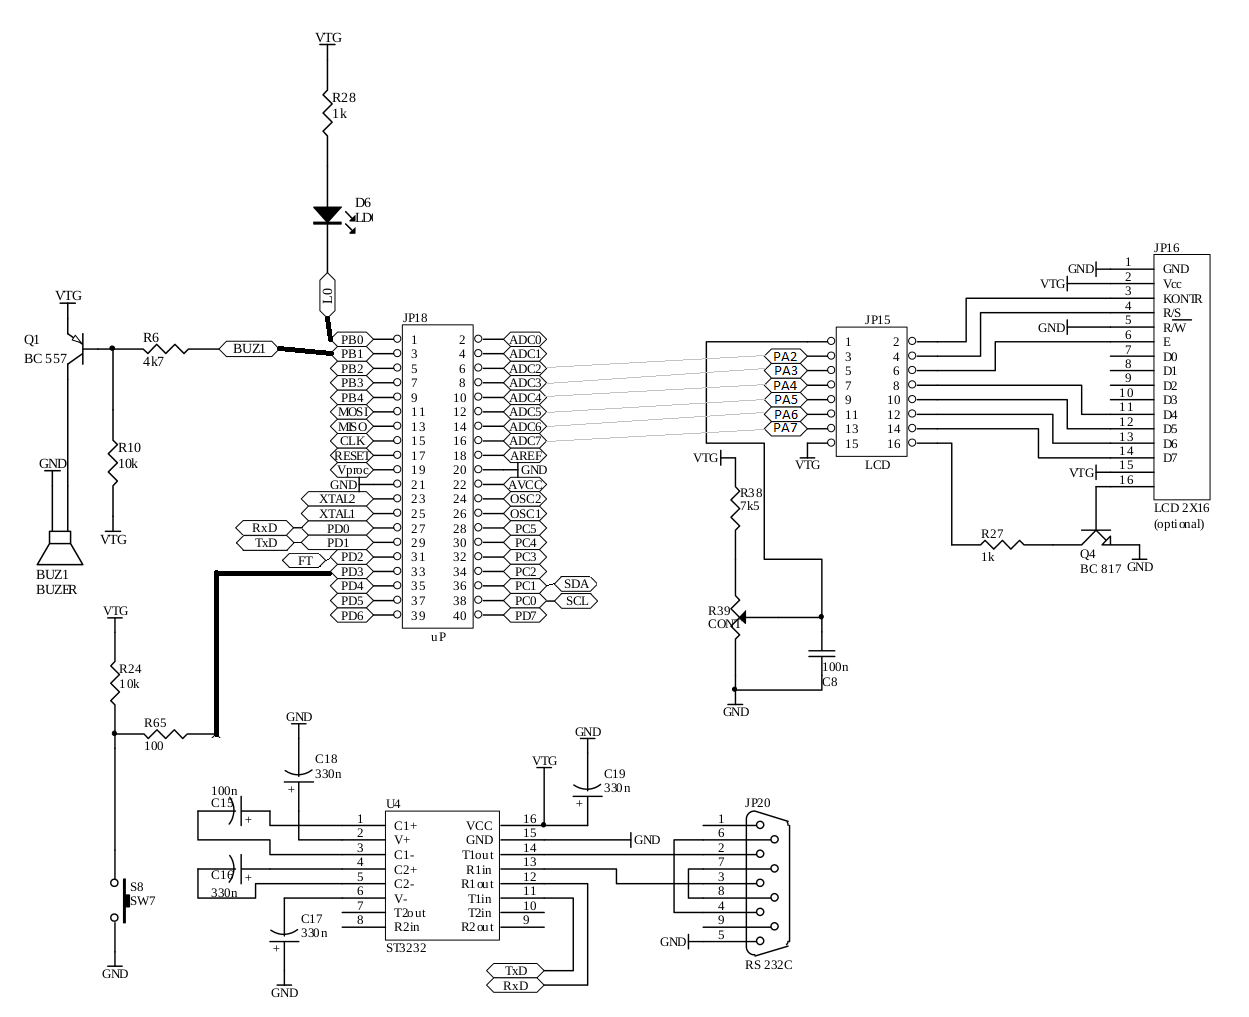 VTG
R28
1k
D6
LD
L0
VTG
Q1
BC 557
R6
4k7
BUZ1
R10
10k
GND
VTG
BUZ1
BUZER
JP18
PB0 1 2 ADC0
PB1 3 4 ADC1
PB2 5 6 ADC2
PB3 7 8 ADC3
PB4 9 10 ADC4
MOSI 11 12 ADC5
MISO 13 14 ADC6
CLK 15 16 ADC7
RESET 17 18 AREF
Vproc 19 20 GND
GND 21 22 AVCC
XTAL2 23 24 OSC2
XTAL1 25 26 OSC1
RxD PD0 27 28 PC5
TxD PD1 29 30 PC4
FT PD2 31 32 PC3
PD3 33 34 PC2
PD4 35 36 PC1 SDA
PD5 37 38 PC0 SCL
PD6 39 40 PD7
uP
JP15
1 2
PA2 3 4
PA3 5 6
PA4 7 8
PA5 9 10
PA6 11 12
PA7 13 14
15 16
VTG
LCD
JP16
GND 1 GND
VTG 2 Vcc
3 KONTR
4 R/S
GND 5 R/W
6 E
7 D0
8 D1
9 D2
10 D3
11 D4
12 D5
13 D6
14 D7
VTG 15
16
LCD 2X16
(optional)
R27
1k
Q4
BC 817
GND
VTG
R38
7k5
R39
CONT
100n
C8
GND
VTG
R24
10k
R65
100
S8
SW7
GND
GND
C18
330n
+
100n
C15
+
C16
330n
+
C17
330n
+
GND
U4
1 C1+ VCC 16
2 V+ GND 15 GND
3 C1- T1out 14
4 C2+ R1in 13
5 C2- R1out 12
6 V- T1in 11
7 T2out T2in 10
8 R2in R2out 9
ST3232
VTG
GND
C19
330n
+
TxD
RxD
JP20
1
6
2
7
3
8
4
9
GND 5
RS 232C